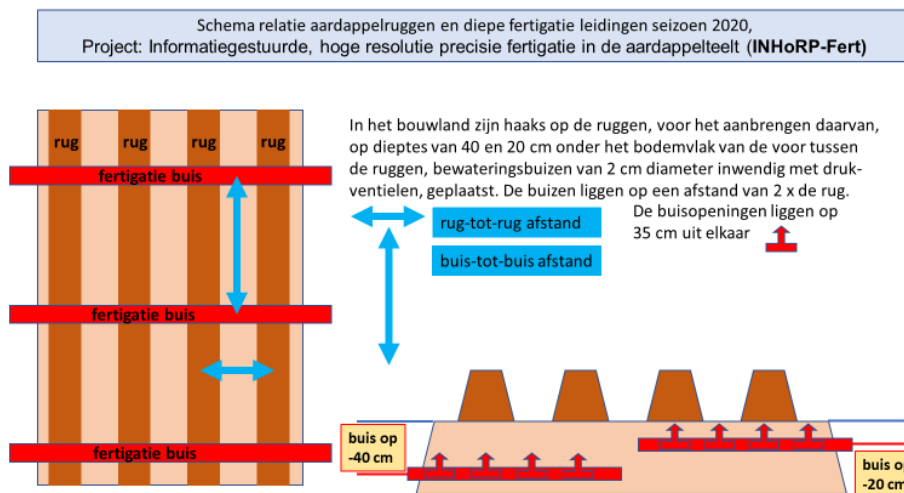 Schema relatie aardappelruggen en diepe fertigatie leidingen seizoen 2020,
Project: Informatiegestuurde, hoge resolutie precisie fertigatie in de aardappelteelt (INHoRP-Fert)
rug rug rug rug
fertigatie buis
fertigatie buis
fertigatie buis
In het bouwland zijn haaks op de ruggen, voor het aanbrengen daarvan,
op dieptes van 40 en 20 cm onder het bodemvlak van de voor tussen
de ruggen, bewateringsbuizen van 2 cm diameter inwendig met druk-
ventielen, geplaatst. De buizen liggen op een afstand van 2 x de rug.
rug-tot-rug afstand
buis-tot-buis afstand
De buisopeningen liggen op
35 cm uit elkaar
buis op
-40 cm
buis op
-20 cm